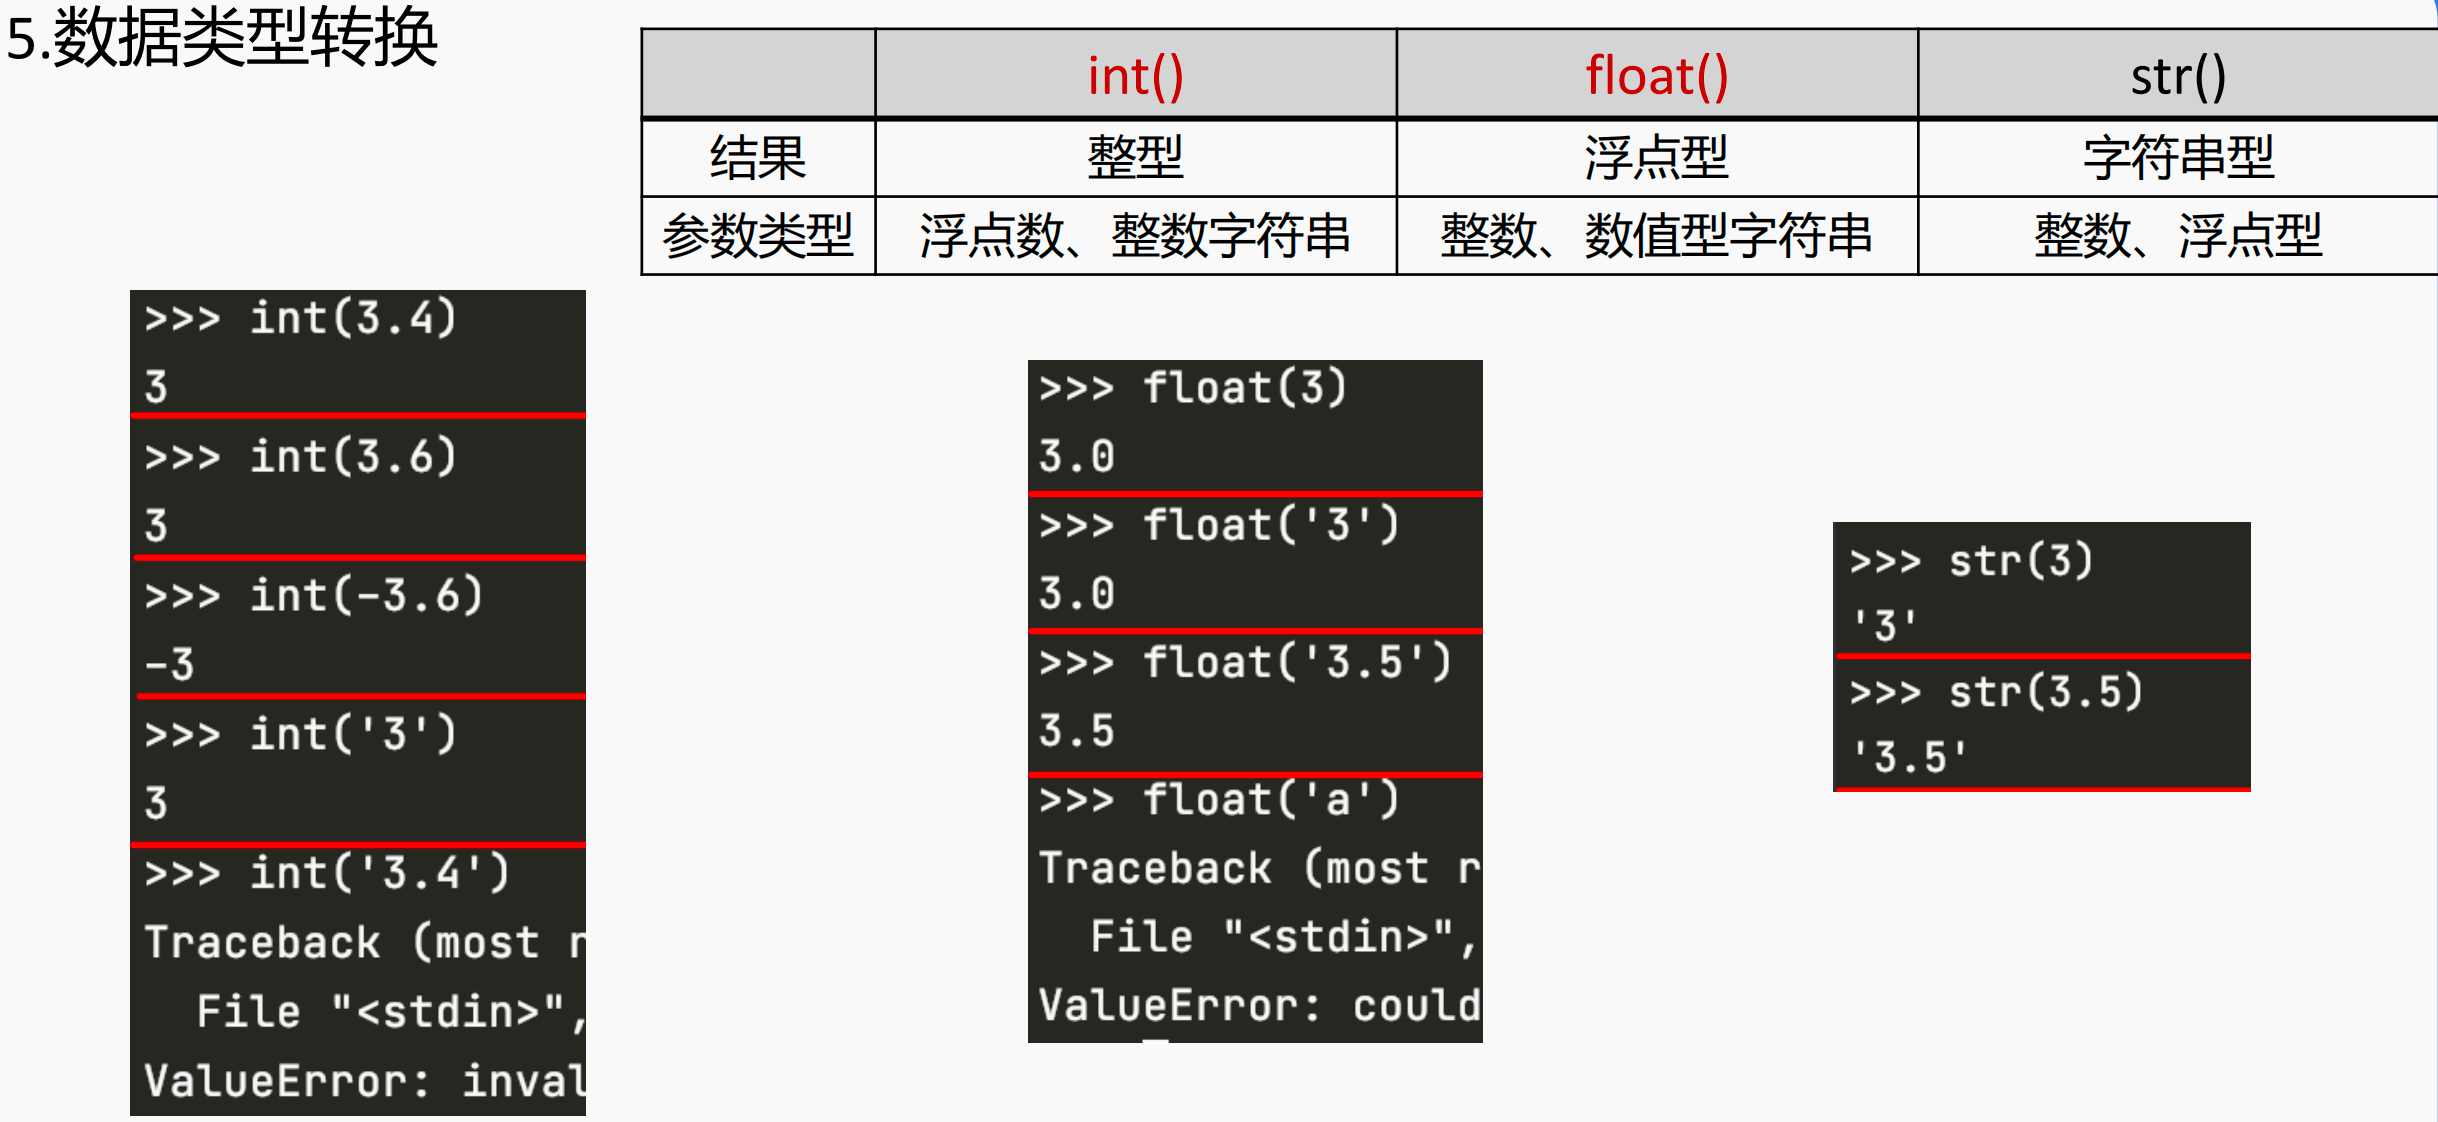 5.数据类型转换
int() float() str()
结果 整型 浮点型 字符串型
参数类型 浮点数、整数字符串 整数、数值型字符串 整数、浮点型
>>> int(3.4)
3
>>> int(3.6)
3
>>> int(-3.6)
-3
>>> int('3')
3
>>> int('3.4')
Traceback (most r
  File "<stdin>",
ValueError: inval
>>> float(3)
3.0
>>> float('3')
3.0
>>> float('3.5')
3.5
>>> float('a')
Traceback (most r
  File "<stdin>",
ValueError: could
>>> str(3)
'3'
>>> str(3.5)
'3.5'